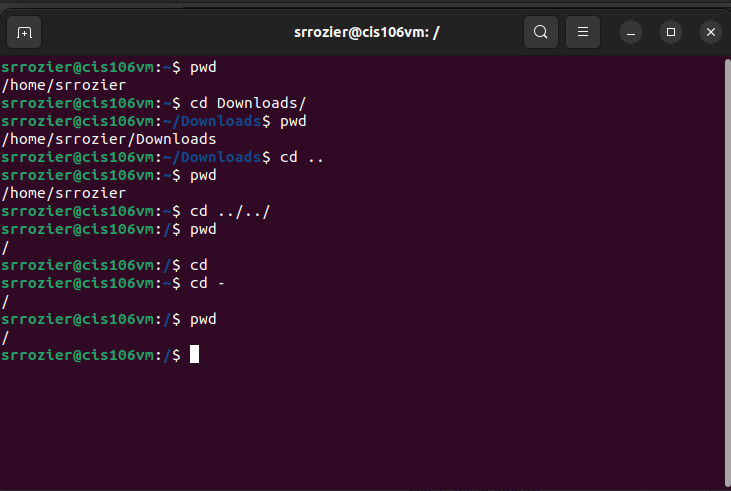 srrozier@cis106vm: /
srrozier@cis106vm:~$ pwd
/home/srrozier
srrozier@cis106vm:~$ cd Downloads/
srrozier@cis106vm:~/Downloads$ pwd
/home/srrozier/Downloads
srrozier@cis106vm:~/Downloads$ cd ..
srrozier@cis106vm:~$ pwd
/home/srrozier
srrozier@cis106vm:~$ cd ../../
srrozier@cis106vm:/$ pwd
/
srrozier@cis106vm:/$ cd
srrozier@cis106vm:~$ cd -
/
srrozier@cis106vm:/$ pwd
/
srrozier@cis106vm:/$